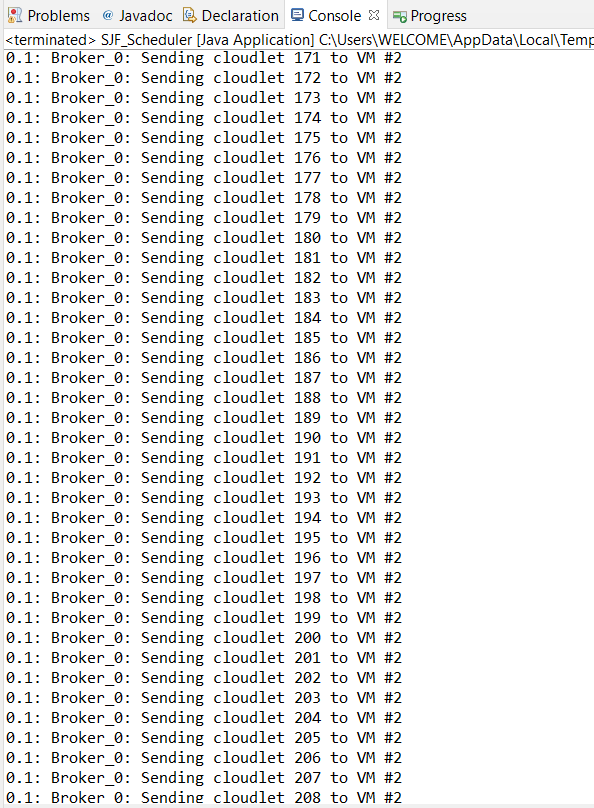 Problems @ Javadoc Declaration Console Progress
<terminated> SJF_Scheduler [Java Application] C:\Users\WELCOME\AppData\Local\Temp
0.1: Broker_0: Sending cloudlet 171 to VM #2
0.1: Broker_0: Sending cloudlet 172 to VM #2
0.1: Broker_0: Sending cloudlet 173 to VM #2
0.1: Broker_0: Sending cloudlet 174 to VM #2
0.1: Broker_0: Sending cloudlet 175 to VM #2
0.1: Broker_0: Sending cloudlet 176 to VM #2
0.1: Broker_0: Sending cloudlet 177 to VM #2
0.1: Broker_0: Sending cloudlet 178 to VM #2
0.1: Broker_0: Sending cloudlet 179 to VM #2
0.1: Broker_0: Sending cloudlet 180 to VM #2
0.1: Broker_0: Sending cloudlet 181 to VM #2
0.1: Broker_0: Sending cloudlet 182 to VM #2
0.1: Broker_0: Sending cloudlet 183 to VM #2
0.1: Broker_0: Sending cloudlet 184 to VM #2
0.1: Broker_0: Sending cloudlet 185 to VM #2
0.1: Broker_0: Sending cloudlet 186 to VM #2
0.1: Broker_0: Sending cloudlet 187 to VM #2
0.1: Broker_0: Sending cloudlet 188 to VM #2
0.1: Broker_0: Sending cloudlet 189 to VM #2
0.1: Broker_0: Sending cloudlet 190 to VM #2
0.1: Broker_0: Sending cloudlet 191 to VM #2
0.1: Broker_0: Sending cloudlet 192 to VM #2
0.1: Broker_0: Sending cloudlet 193 to VM #2
0.1: Broker_0: Sending cloudlet 194 to VM #2
0.1: Broker_0: Sending cloudlet 195 to VM #2
0.1: Broker_0: Sending cloudlet 196 to VM #2
0.1: Broker_0: Sending cloudlet 197 to VM #2
0.1: Broker_0: Sending cloudlet 198 to VM #2
0.1: Broker_0: Sending cloudlet 199 to VM #2
0.1: Broker_0: Sending cloudlet 200 to VM #2
0.1: Broker_0: Sending cloudlet 201 to VM #2
0.1: Broker_0: Sending cloudlet 202 to VM #2
0.1: Broker_0: Sending cloudlet 203 to VM #2
0.1: Broker_0: Sending cloudlet 204 to VM #2
0.1: Broker_0: Sending cloudlet 205 to VM #2
0.1: Broker_0: Sending cloudlet 206 to VM #2
0.1: Broker_0: Sending cloudlet 207 to VM #2
0.1: Broker_0: Sending cloudlet 208 to VM #2